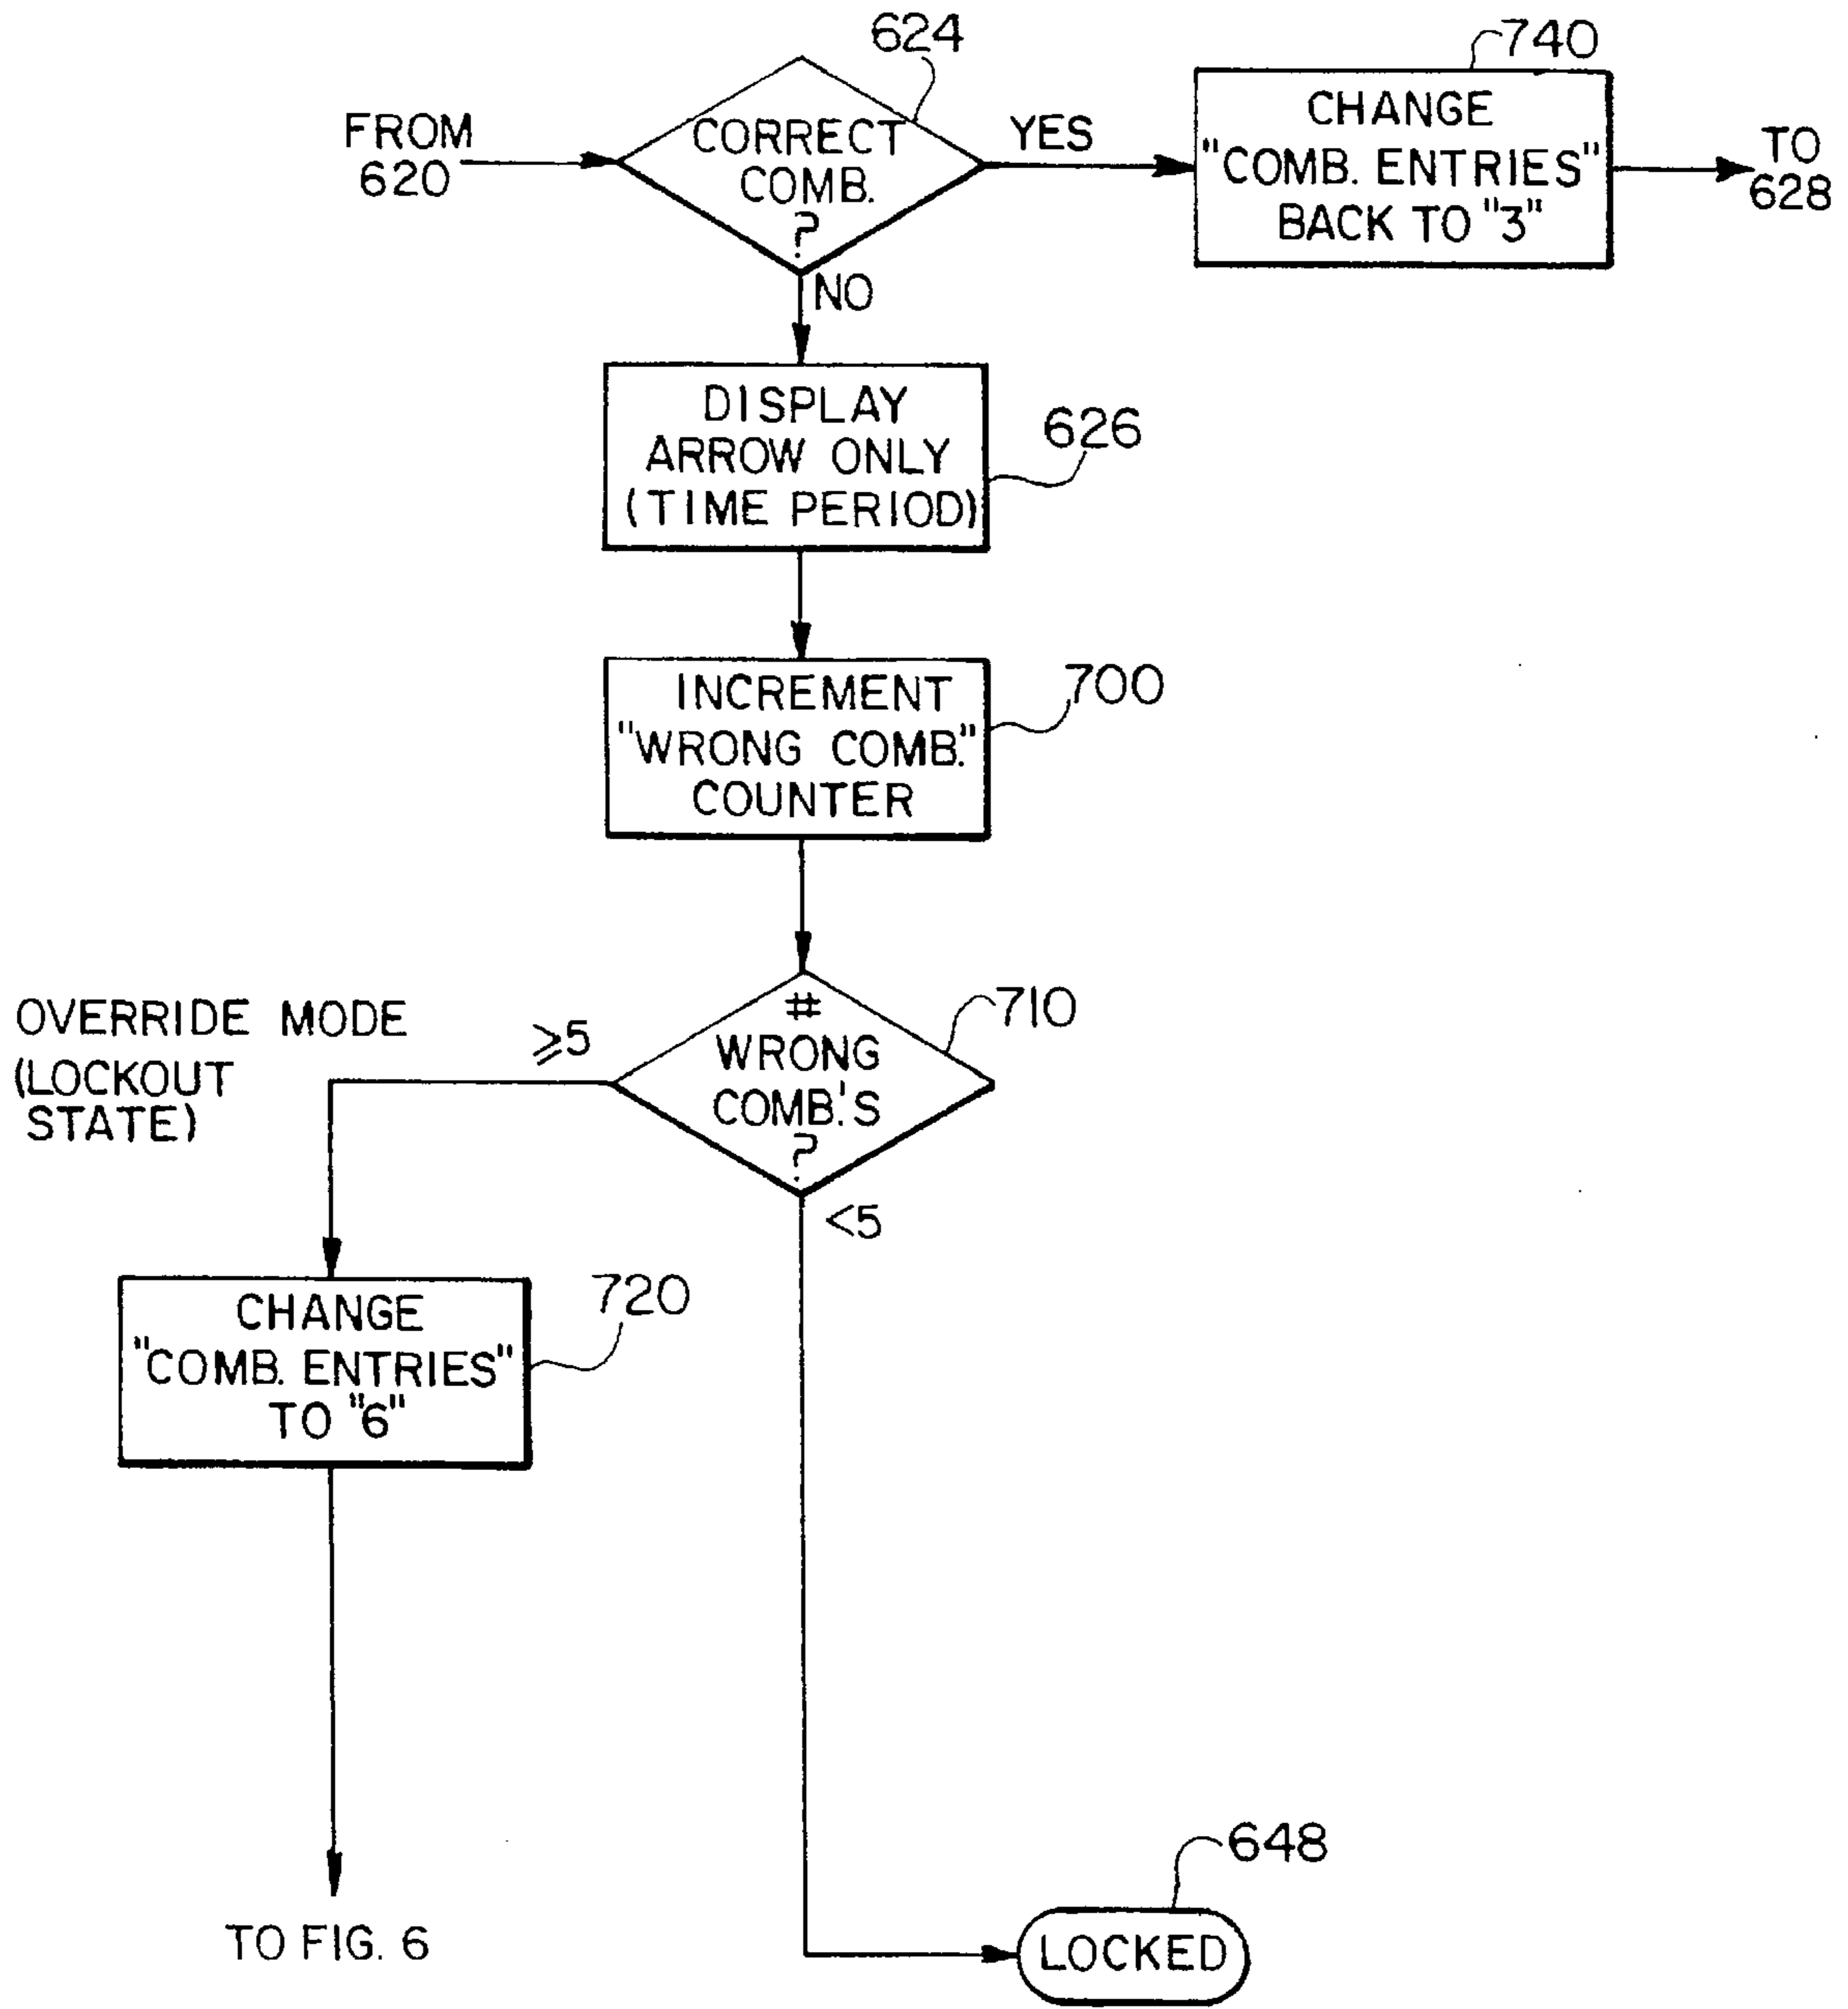 624
740
FROM
620
CORRECT
COMB.
?
YES
CHANGE
"COMB. ENTRIES"
BACK TO "3"
TO
628
NO
DISPLAY
ARROW ONLY
(TIME PERIOD)
626
INCREMENT
"WRONG COMB."
COUNTER
700
OVERRIDE MODE
(LOCKOUT
STATE)
≥5
#
WRONG
COMB.'S
?
710
<5
CHANGE
"COMB. ENTRIES"
TO "6"
720
TO FIG. 6
648
LOCKED